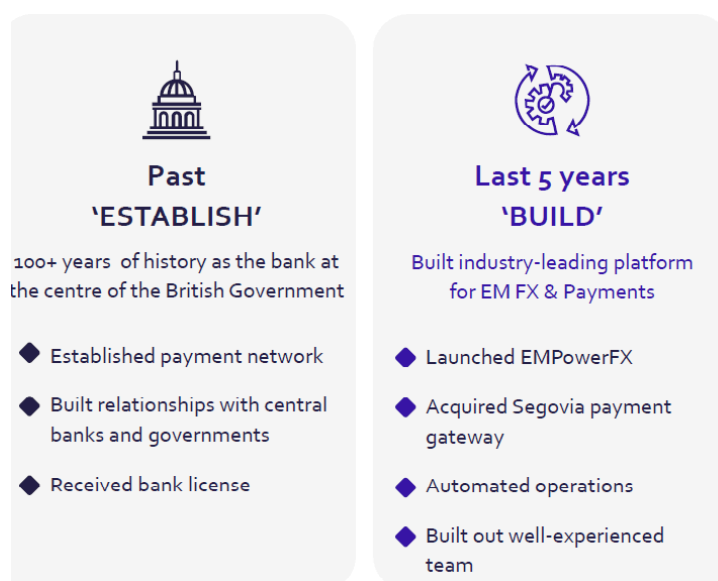 Past
‘ESTABLISH’
100+ years of history as the bank at
the centre of the British Government
Established payment network
Built relationships with central
banks and governments
Received bank license
Last 5 years
‘BUILD’
Built industry-leading platform
for EM FX & Payments
Launched EMPowerFX
Acquired Segovia payment
gateway
Automated operations
Built out well-experienced
team